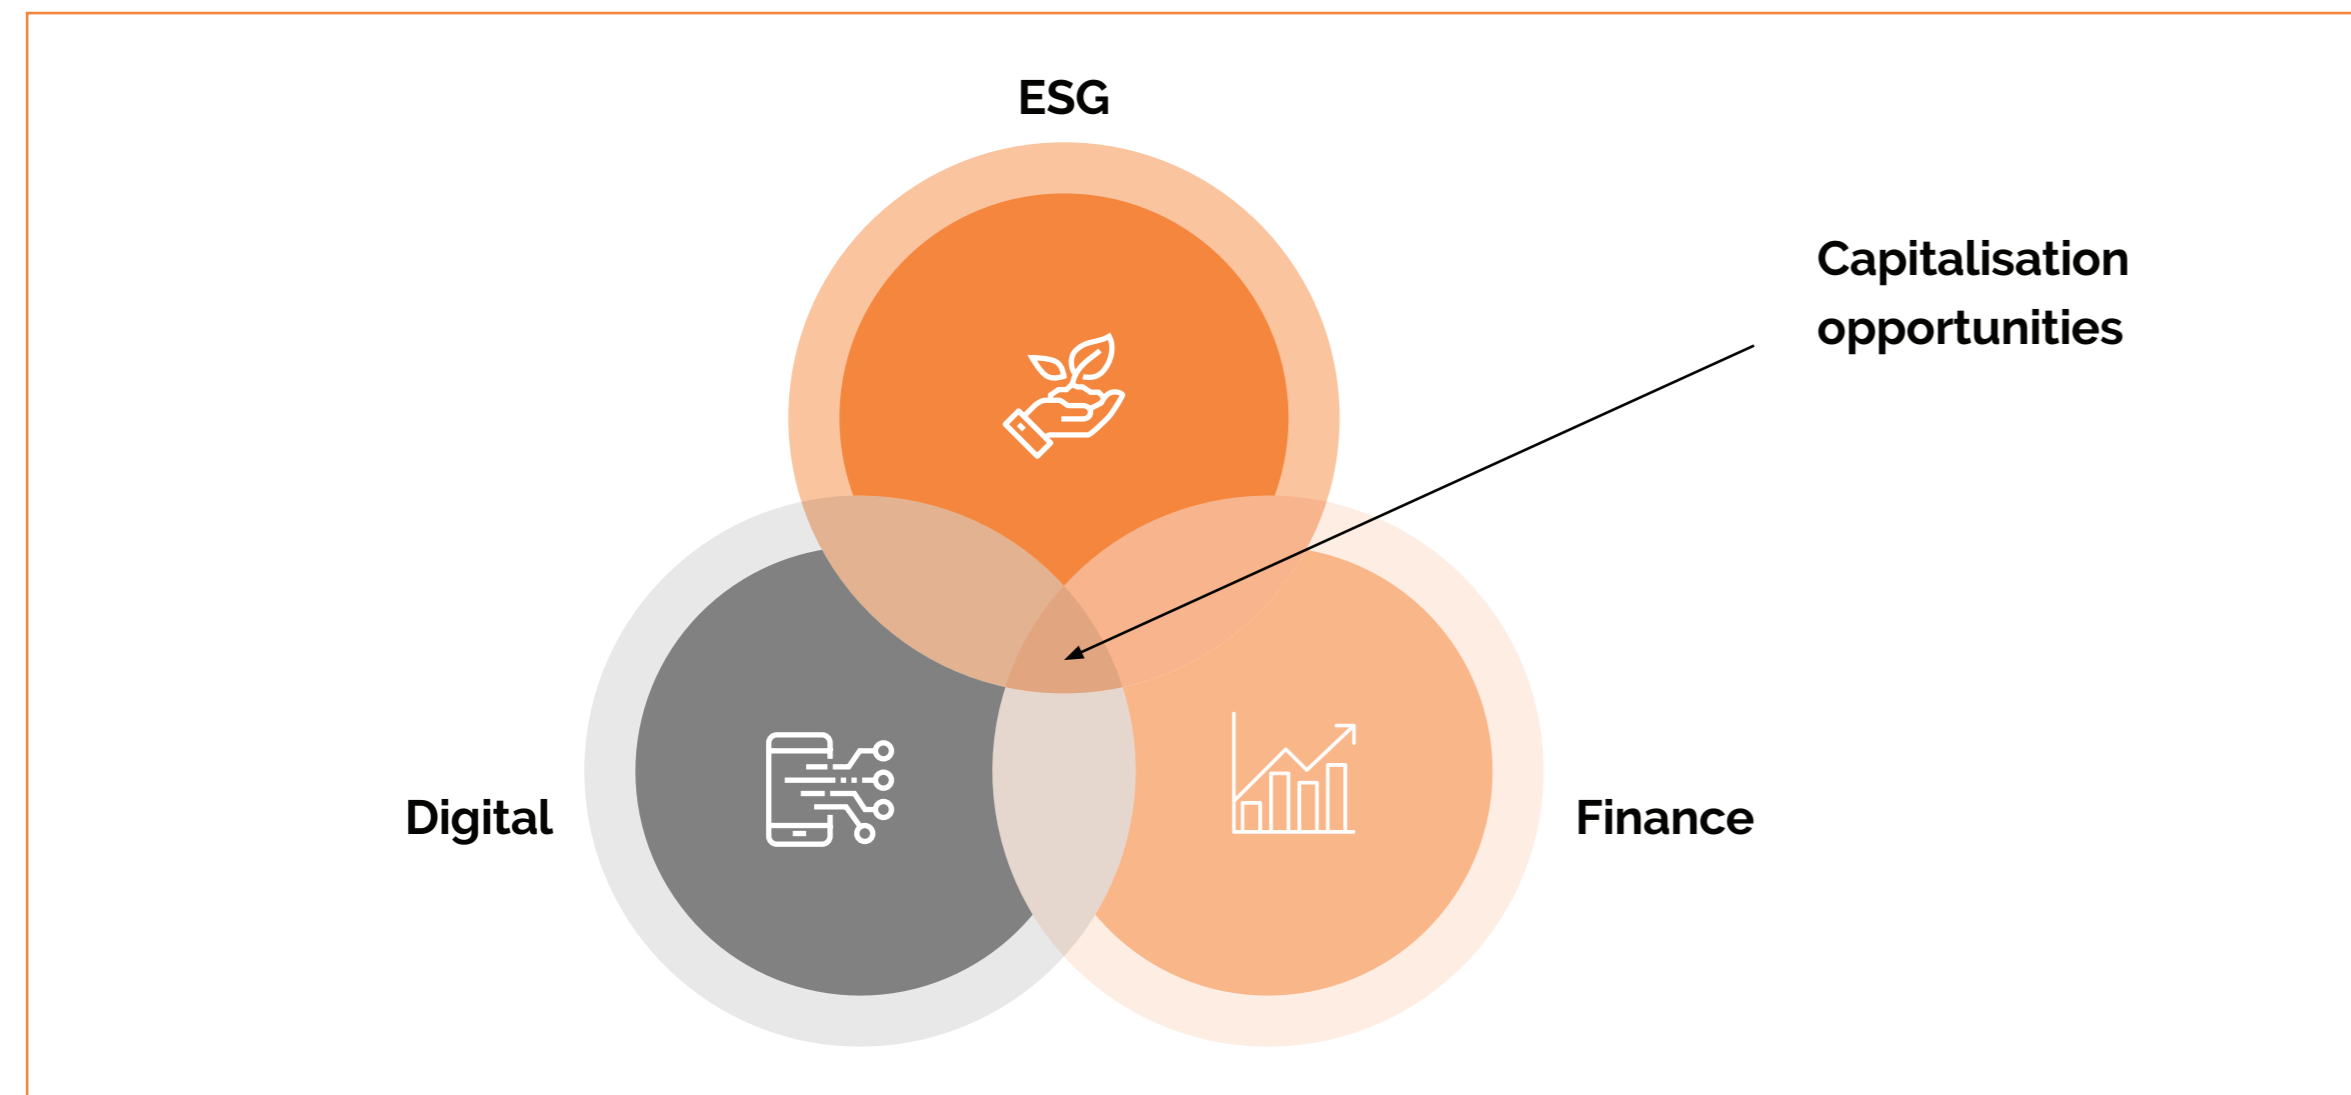 ESG
Capitalisation
opportunities
Digital
Finance